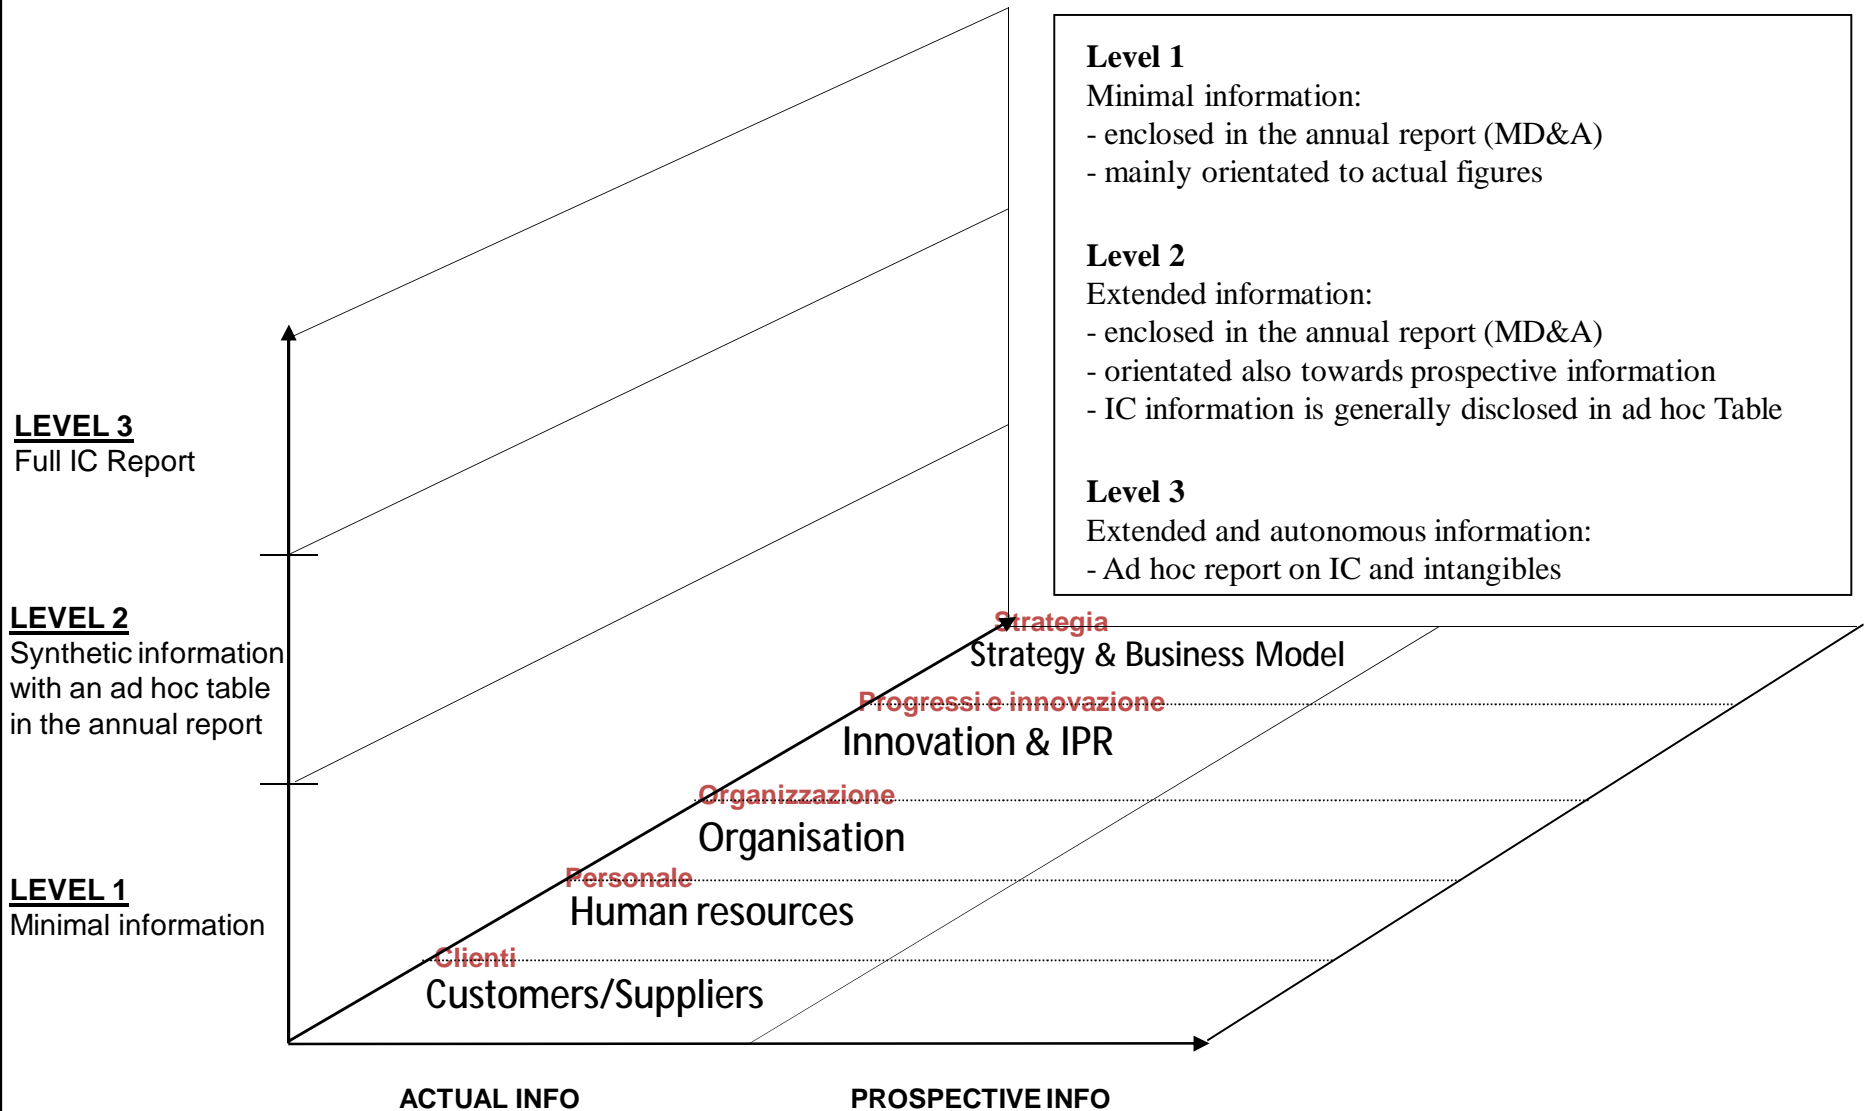 Level 1
Minimal information:
- enclosed in the annual report (MD&A)
- mainly orientated to actual figures
Level 2
Extended information:
- enclosed in the annual report (MD&A)
- orientated also towards prospective information
- IC information is generally disclosed in ad hoc Table
Level 3
Extended and autonomous information:
- Ad hoc report on IC and intangibles
LEVEL 3
Full IC Report
LEVEL 2
Synthetic information
with an ad hoc table
in the annual report
LEVEL 1
Minimal information
Strategia
Strategy & Business Model
Progressi e innovazione
Innovation & IPR
Organizzazione
Organisation
Personale
Human resources
Clienti
Customers/Suppliers
ACTUAL INFO
PROSPECTIVE INFO